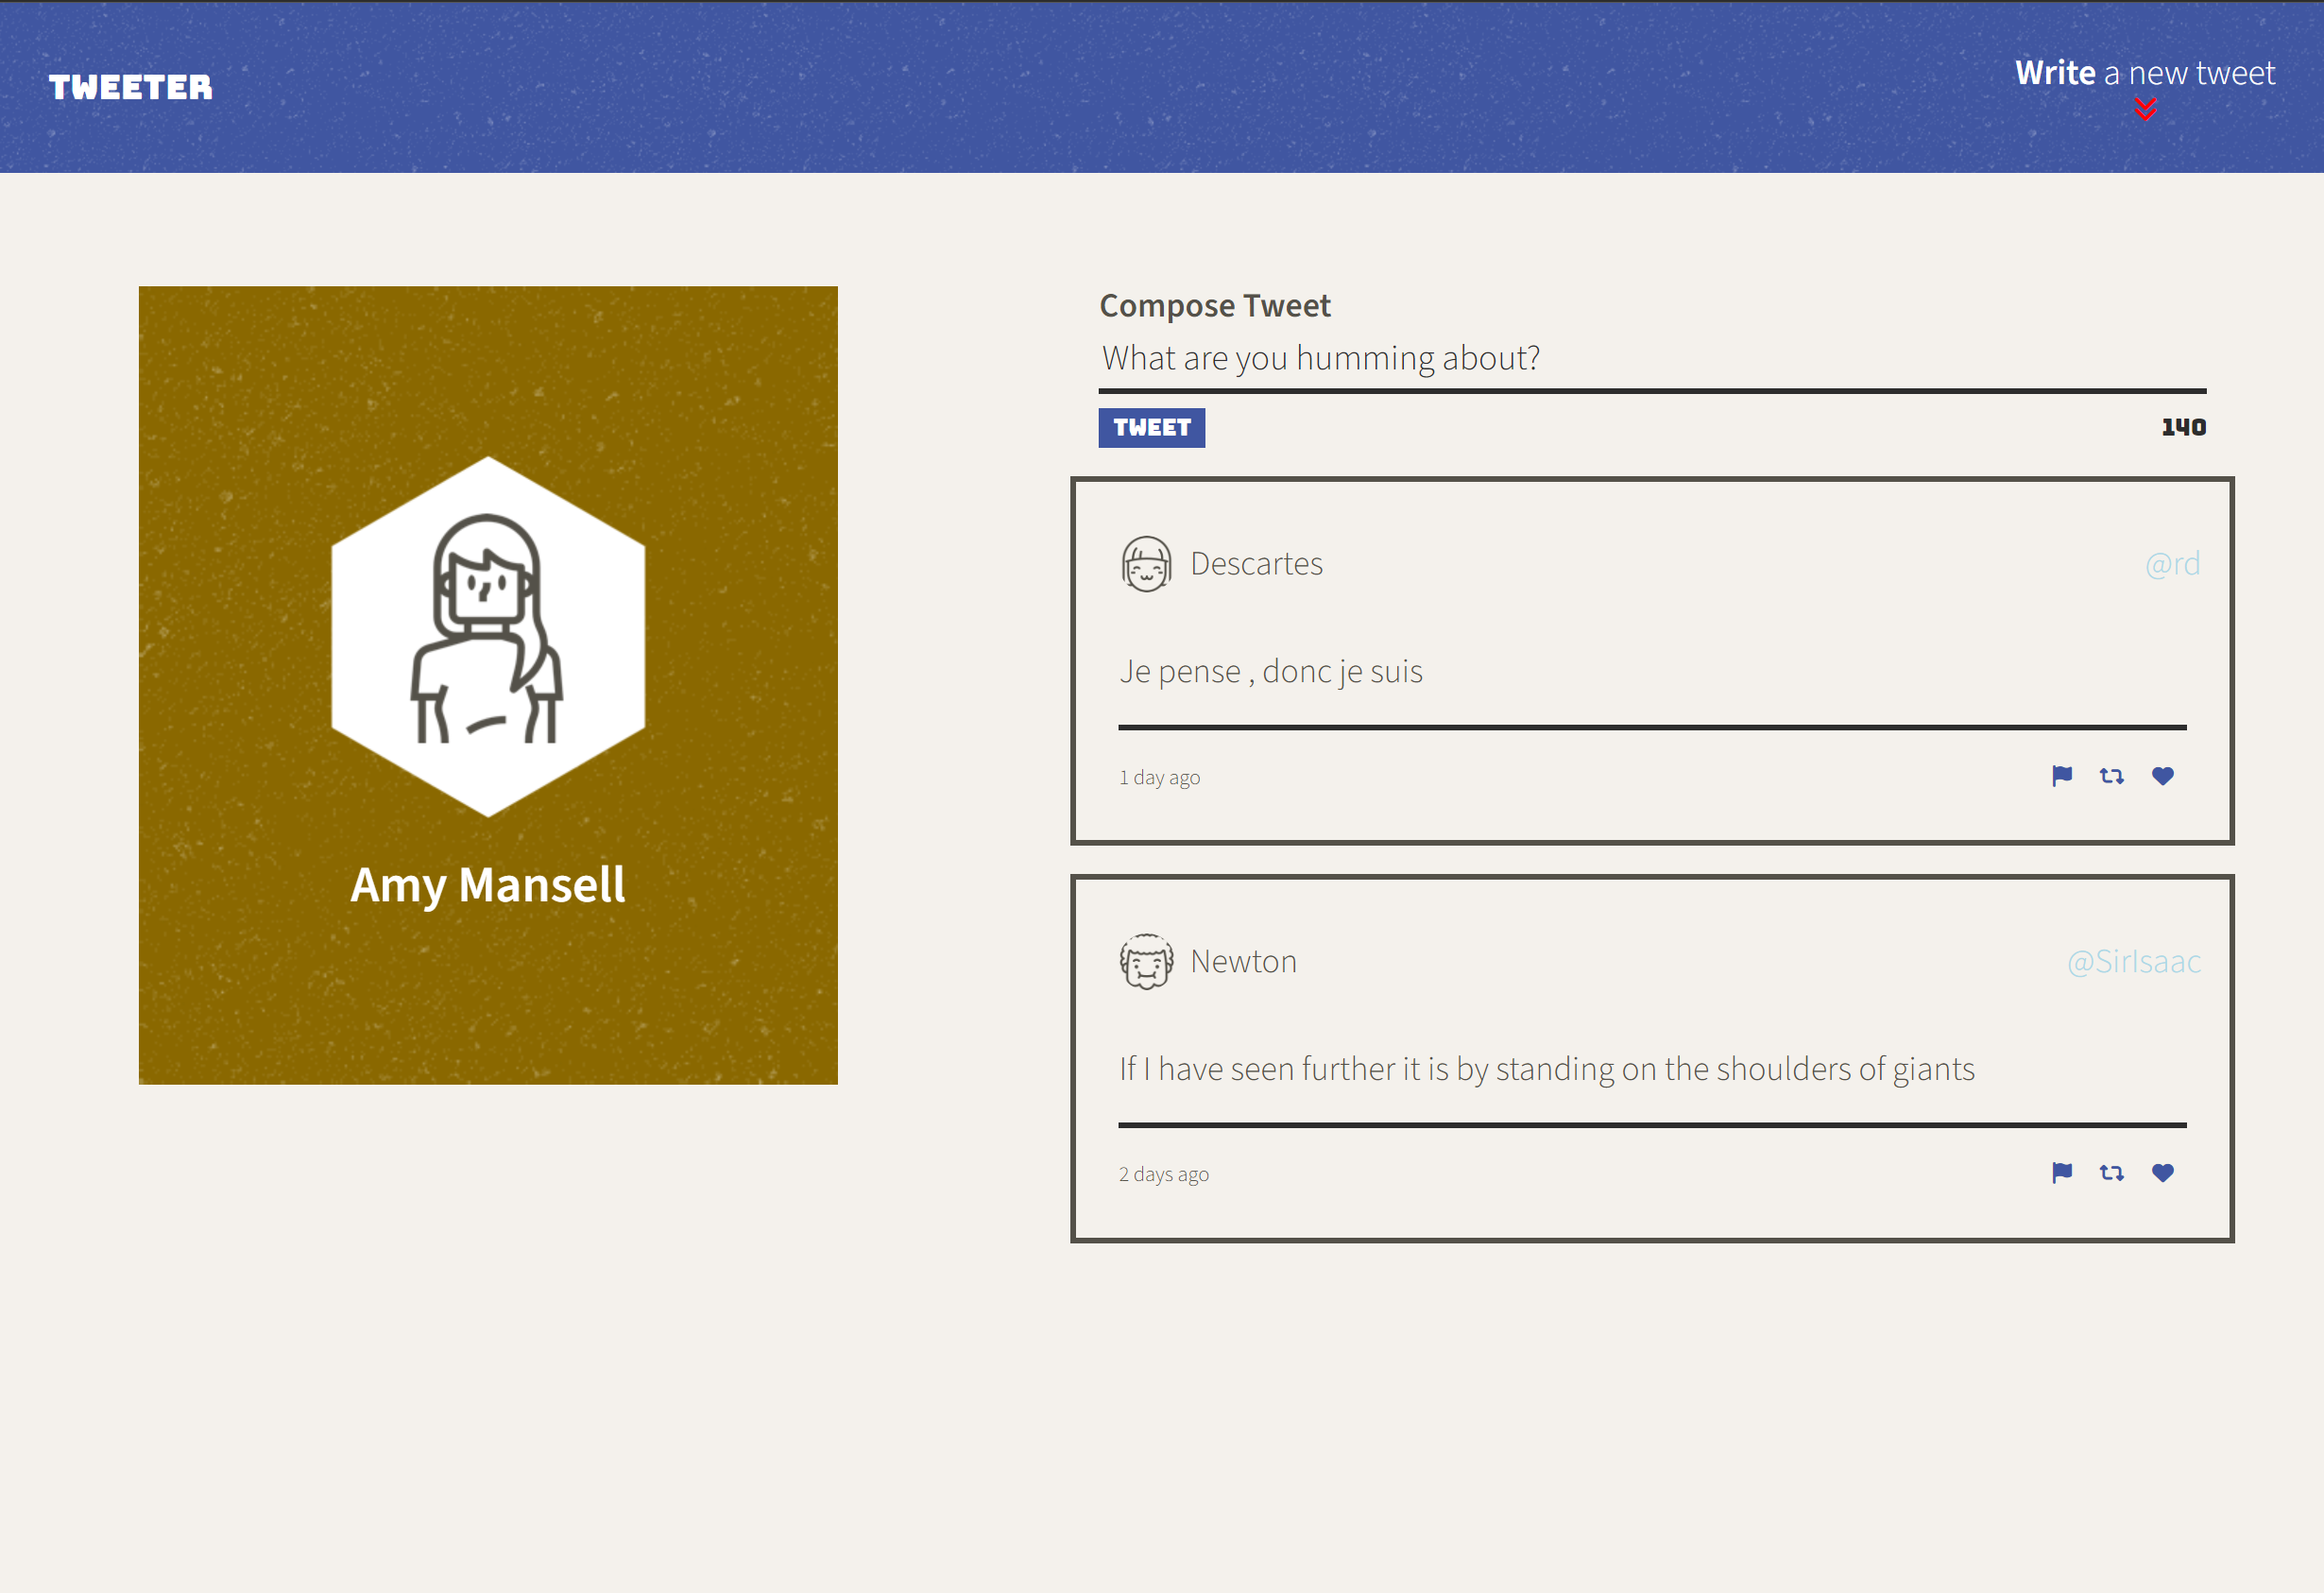 TWEETER
Write a new tweet
Amy Mansell
Compose Tweet
What are you humming about?
TWEET
140
Descartes
@rd
Je pense , donc je suis
1 day ago
Newton
@SirIsaac
If I have seen further it is by standing on the shoulders of giants
2 days ago